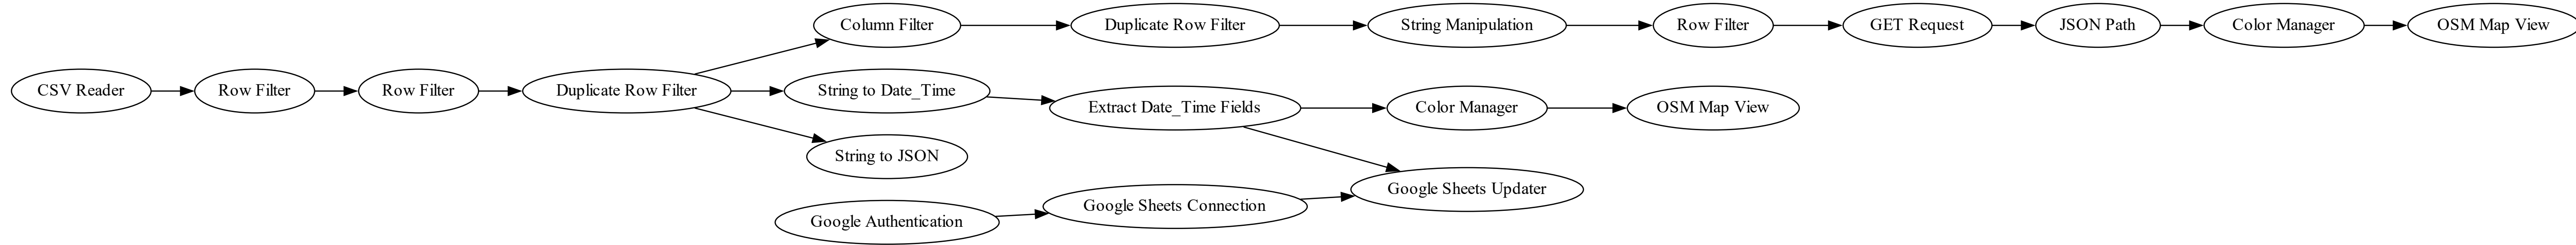 Column Filter
Duplicate Row Filter
String Manipulation
Row Filter
GET Request
JSON Path
Color Manager
OSM Map View
CSV Reader
Row Filter
Row Filter
Duplicate Row Filter
String to Date_Time
Extract Date_Time Fields
Color Manager
OSM Map View
String to JSON
Google Sheets Updater
Google Authentication
Google Sheets Connection